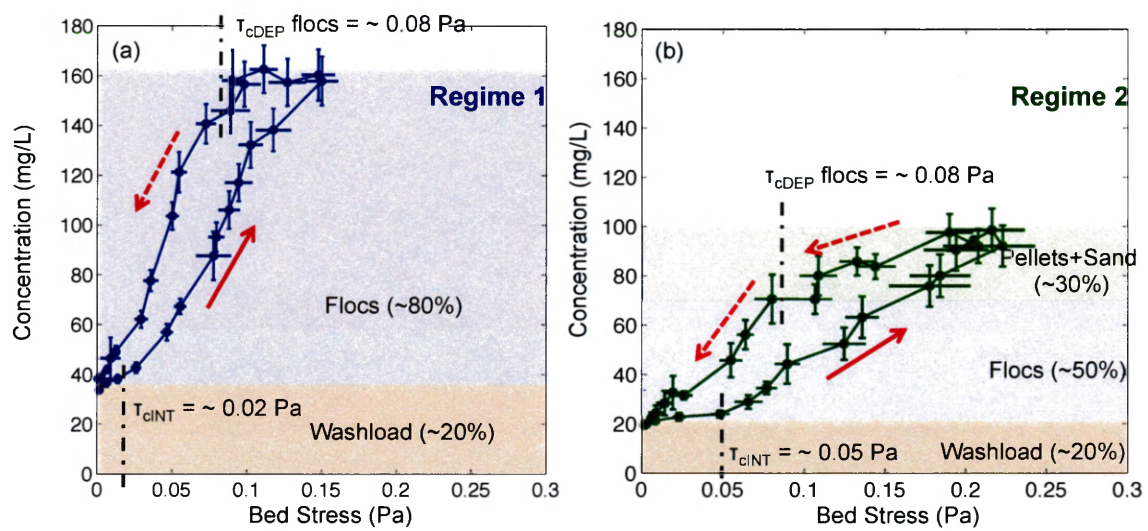 (a)
τcDEP flocs = ~ 0.08 Pa
Regime 1
Flocs (~80%)
τcINT = ~ 0.02 Pa
Washload (~20%)
Concentration (mg/L)
180
160
140
120
100
80
60
40
20
0
0 0.05 0.1 0.15 0.2 0.25 0.3
Bed Stress (Pa)
(b)
Regime 2
τcDEP flocs = ~ 0.08 Pa
Pellets+Sand
(~30%)
Flocs (~50%)
τcINT = ~ 0.05 Pa
Washload (~20%)
Concentration (mg/L)
180
160
140
120
100
80
60
40
20
0
0 0.05 0.1 0.15 0.2 0.25 0.3
Bed Stress (Pa)